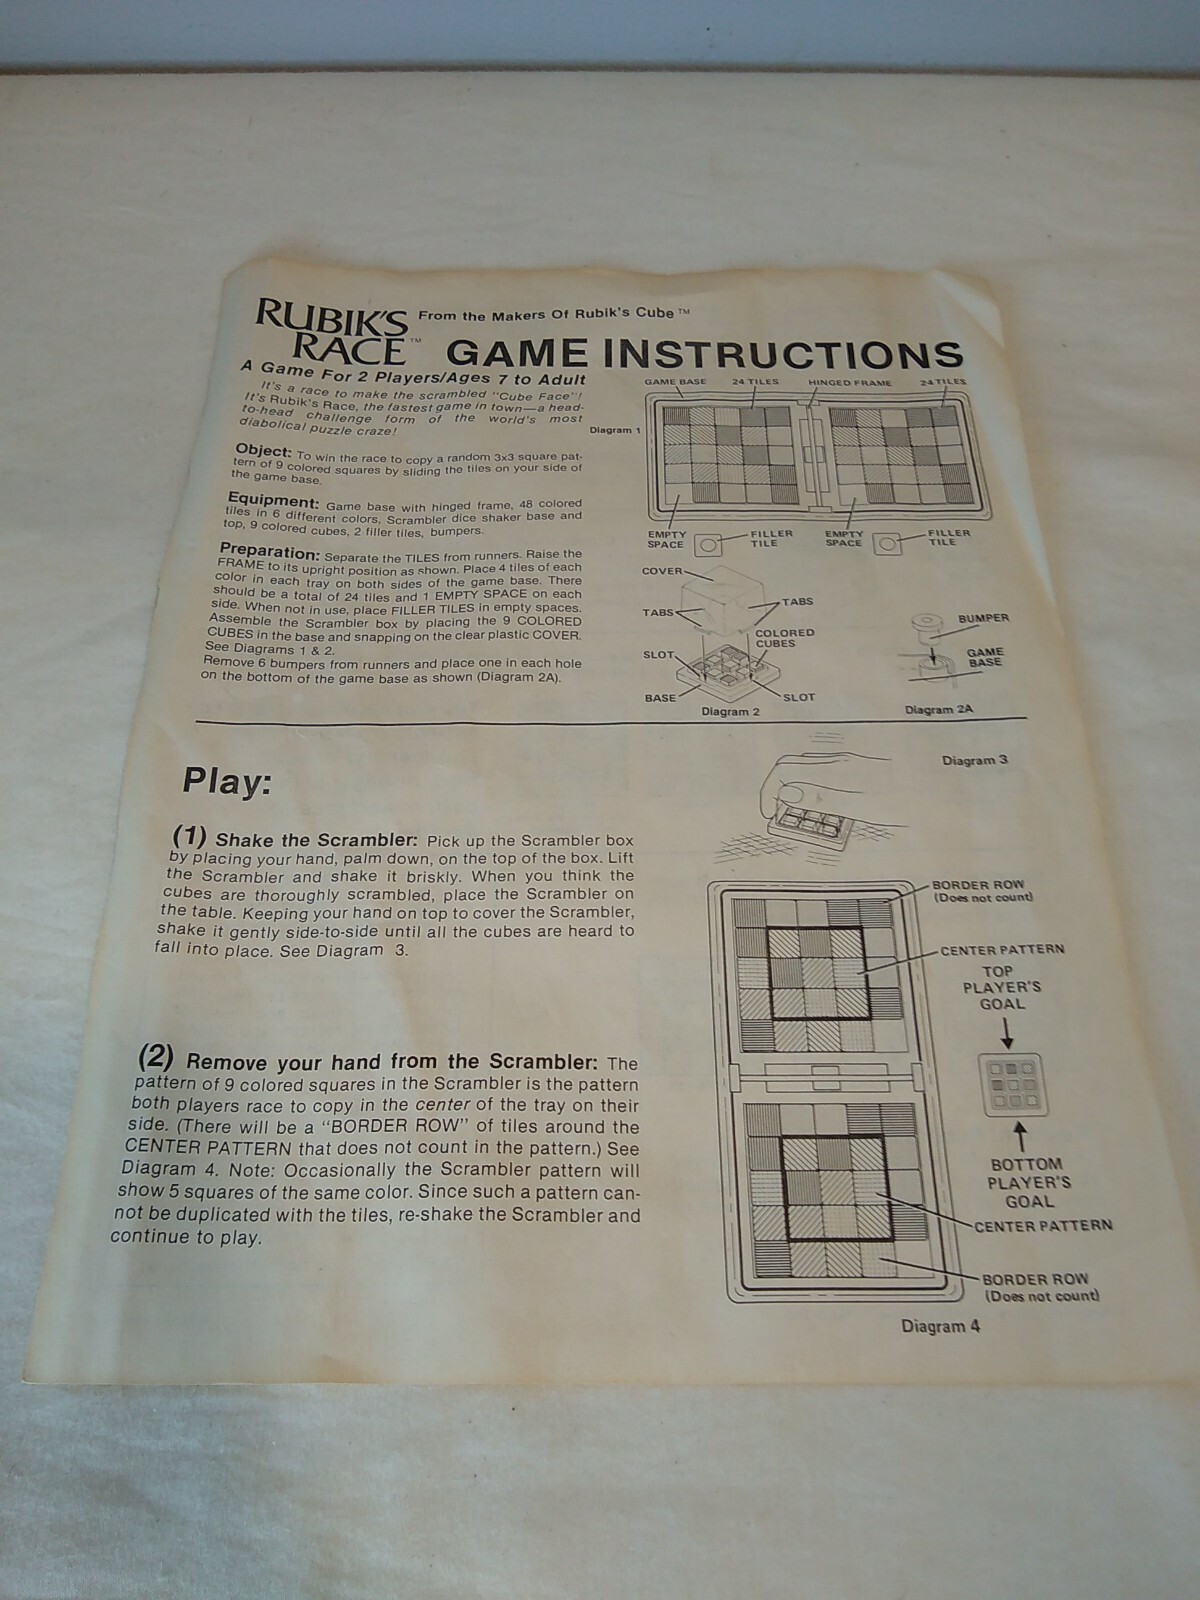 RUBIK'S
RACE™
From the Makers Of Rubik's Cube™
GAME INSTRUCTIONS
A Game For 2 Players/Ages 7 to Adult
It's a race to make the scrambled "Cube Face"!
It's Rubik's Race, the fastest game in town—a head-
to-head challenge form of the world's most
diabolical puzzle craze!
Object: To win the race to copy a random 3x3 square pat-
tern of 9 colored squares by sliding the tiles on your side of
the game base.
Equipment: Game base with hinged frame, 48 colored
tiles in 6 different colors, Scrambler dice shaker base and
top, 9 colored cubes, 2 filler tiles, bumpers.
Preparation: Separate the TILES from runners. Raise the
FRAME to its upright position as shown. Place 4 tiles of each
color in each tray on both sides of the game base. There
should be a total of 24 tiles and 1 EMPTY SPACE on each
side. When not in use, place FILLER TILES in empty spaces.
Assemble the Scrambler box by placing the 9 COLORED
CUBES in the base and snapping on the clear plastic COVER.
See Diagrams 1 & 2.
Remove 6 bumpers from runners and place one in each hole
on the bottom of the game base as shown (Diagram 2A).
GAME BASE
24 TILES
HINGED FRAME
24 TILES
Diagram 1
EMPTY
SPACE
FILLER
TILE
EMPTY
SPACE
FILLER
TILE
COVER
TABS
TABS
COLORED
CUBES
SLOT
BASE
SLOT
Diagram 2
BUMPER
GAME
BASE
Diagram 2A
Play:
(1) Shake the Scrambler: Pick up the Scrambler box
by placing your hand, palm down, on the top of the box. Lift
the Scrambler and shake it briskly. When you think the
cubes are thoroughly scrambled, place the Scrambler on
the table. Keeping your hand on top to cover the Scrambler,
shake it gently side-to-side until all the cubes are heard to
fall into place. See Diagram 3.
Diagram 3
(2) Remove your hand from the Scrambler: The
pattern of 9 colored squares in the Scrambler is the pattern
both players race to copy in the center of the tray on their
side. (There will be a "BORDER ROW" of tiles around the
CENTER PATTERN that does not count in the pattern.) See
Diagram 4. Note: Occasionally the Scrambler pattern will
show 5 squares of the same color. Since such a pattern can-
not be duplicated with the tiles, re-shake the Scrambler and
continue to play.
BORDER ROW
(Does not count)
CENTER PATTERN
TOP
PLAYER'S
GOAL
BOTTOM
PLAYER'S
GOAL
CENTER PATTERN
BORDER ROW
(Does not count)
Diagram 4